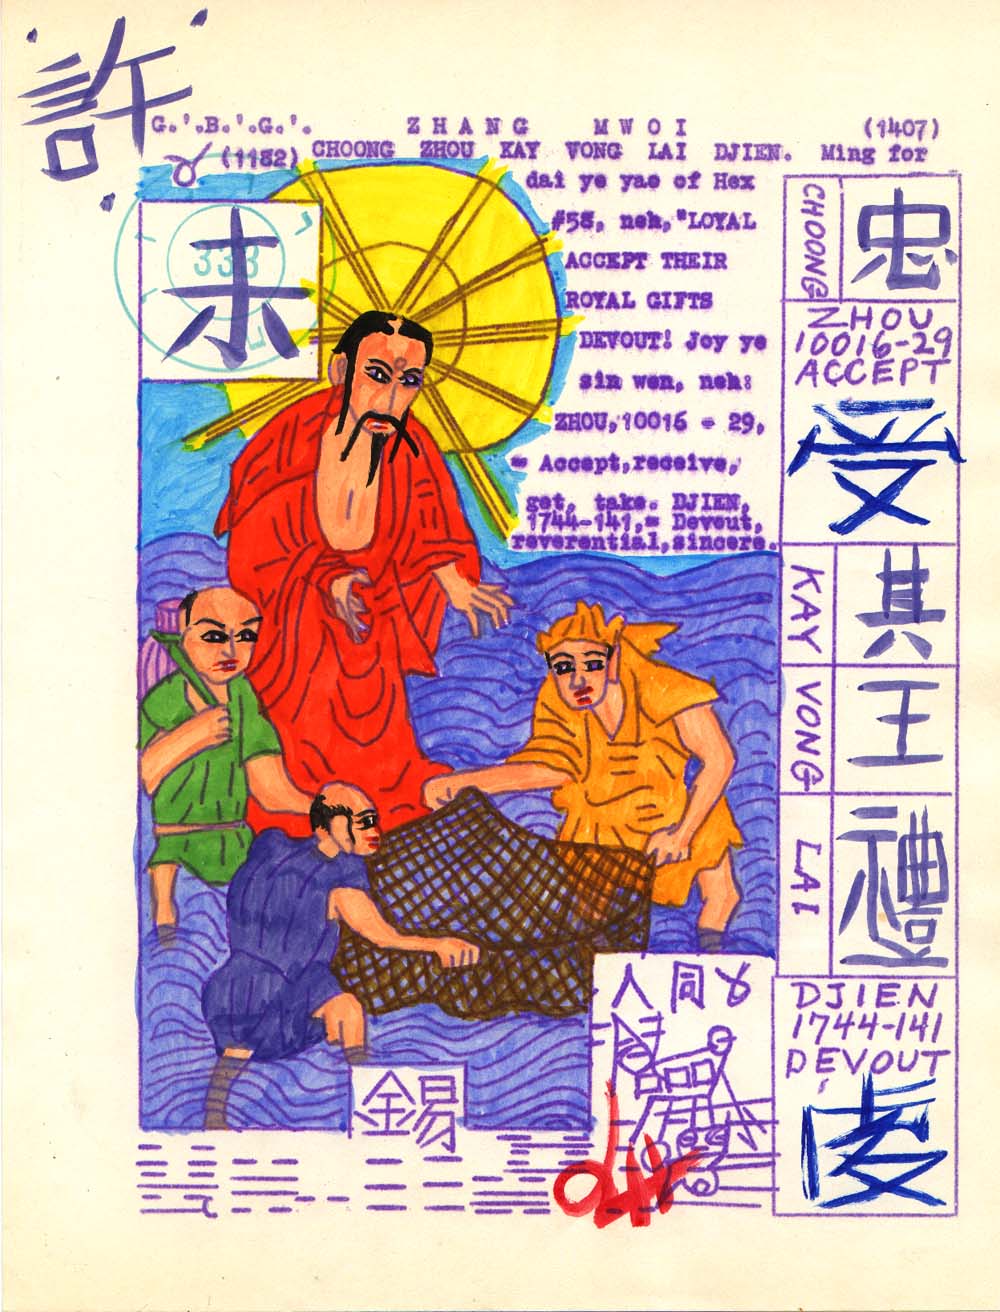 許
G.'.B.'.G.'. ZHANG MWOI (1407)
(1182) CHOONG ZHOU KAY VONG LAI DJIEN. Ming for
dai ye yao of Hex
#58, neh,"LOYAL
ACCEPT THEIR
ROYAL GIFTS
DEVOUT! Joy ye
sin wen, neh:
ZHOU,10016 - 29,
= Accept,receive,
get, take. DJIEN,
1744-141,= Devout,
reverential,sincere.
未
333
CHOONG
忠
ZHOU
10016-29
ACCEPT
受
KAY
其
VONG
王
LAI
禮
DJIEN
1744-141
DEVOUT
人同
錫